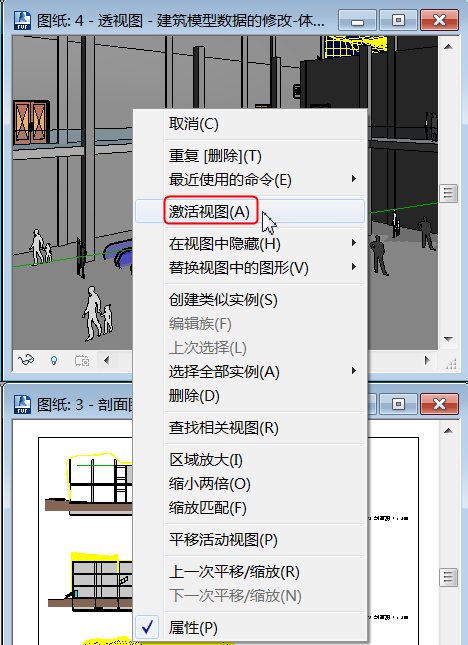 图纸: 4 - 透视图 - 建筑模型数据的修改-体...
取消(C)
重复 [删除](T)
最近使用的命令(E)
激活视图(A)
在视图中隐藏(H)
替换视图中的图形(V)
创建类似实例(S)
编辑族(F)
上次选择(L)
选择全部实例(A)
删除(D)
图纸: 3 - 剖面图
查找相关视图(R)
区域放大(I)
缩小两倍(O)
缩放匹配(F)
平移活动视图(P)
上一次平移/缩放(R)
下一次平移/缩放(N)
属性(P)